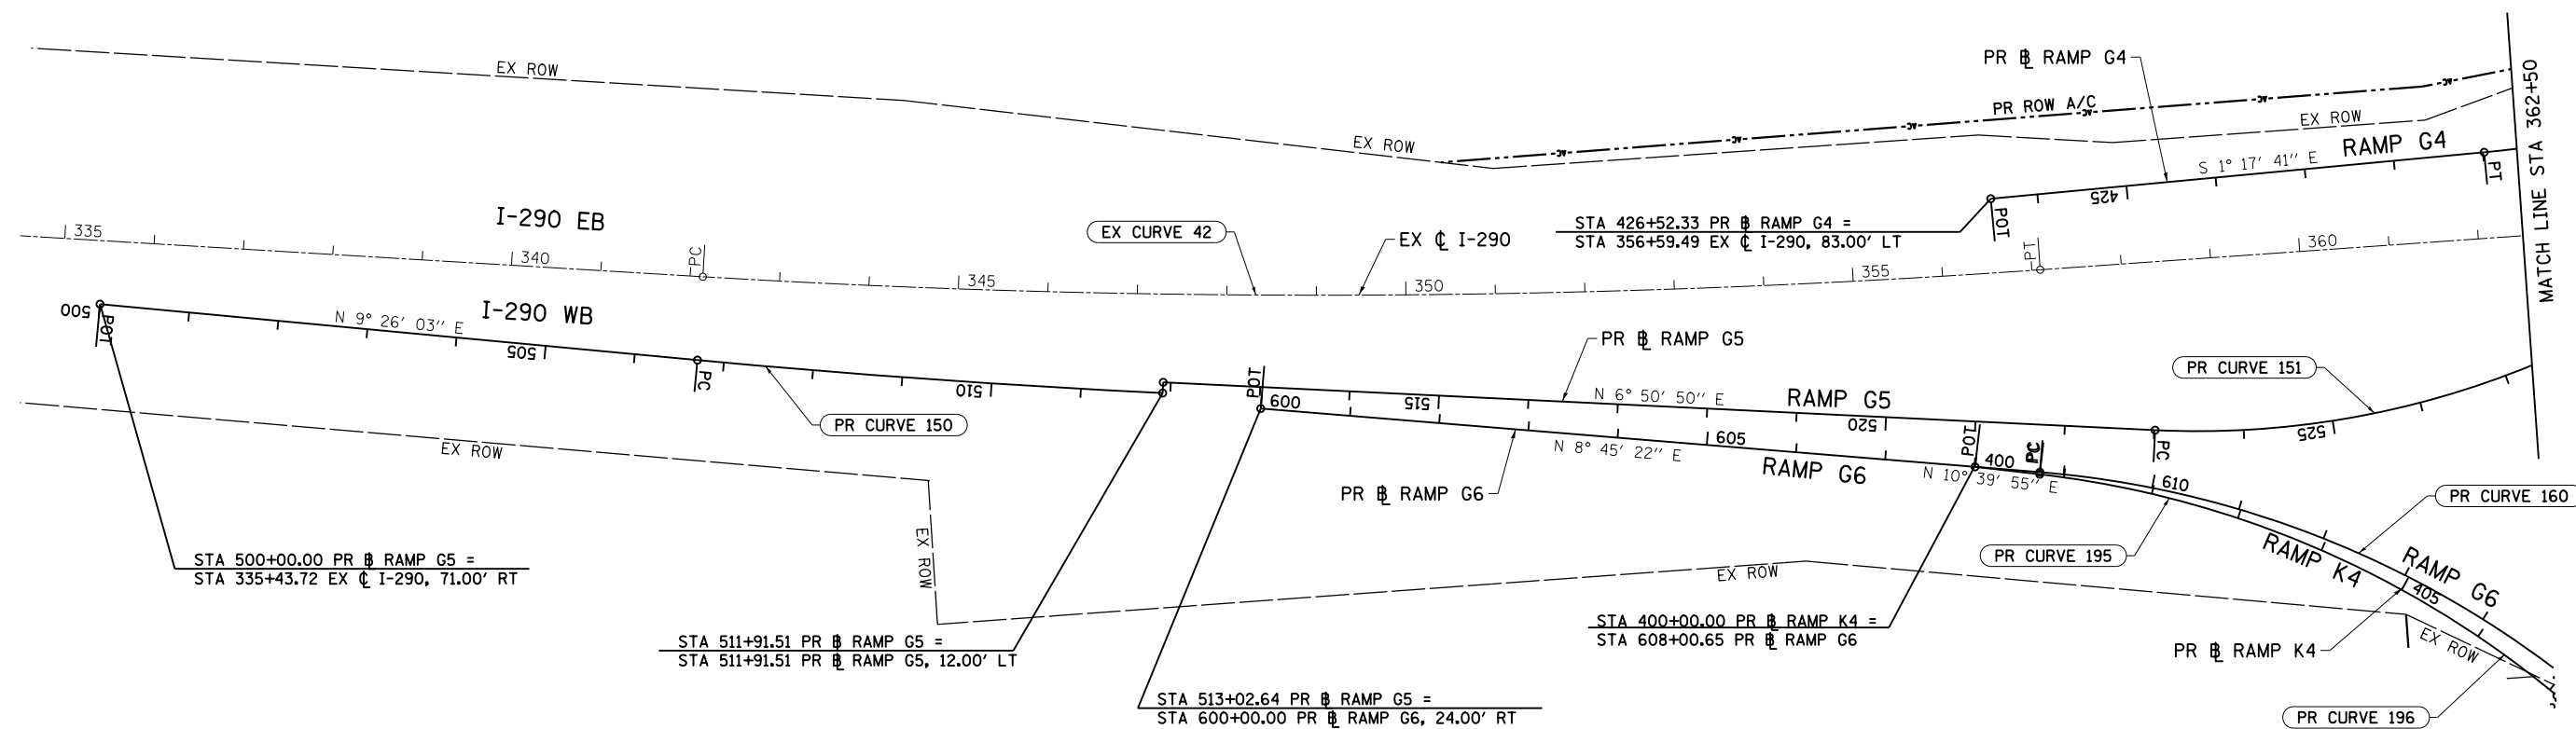 EX ROW
EX ROW
PR ROW A/C
EX ROW
AC
AC
AC
AC
AC
AC
PR ℄ RAMP G4
RAMP G4
S 1° 17' 41'' E
425
POT
PT
MATCH LINE STA 362+50
STA 426+52.33 PR ℄ RAMP G4 =
STA 356+59.49 EX ℄ I-290, 83.00' LT
I-290 EB
EX CURVE 42
EX ℄ I-290
335
340
PC
345
350
355
PT
360
I-290 WB
500
POT
N 9° 26' 03'' E
505
PC
510
PR CURVE 150
EX ROW
EX ROW
PR ℄ RAMP G5
N 6° 50' 50'' E
RAMP G5
515
520
PC
525
PR CURVE 151
POT
600
605
N 8° 45' 22'' E
RAMP G6
PR ℄ RAMP G6
POT
400
PC
N 10° 39' 55'' E
610
PR CURVE 160
PR CURVE 195
RAMP K4
RAMP G6
405
PR ℄ RAMP K4
EX ROW
EX ROW
PR CURVE 196
STA 500+00.00 PR ℄ RAMP G5 =
STA 335+43.72 EX ℄ I-290, 71.00' RT
STA 511+91.51 PR ℄ RAMP G5 =
STA 511+91.51 PR ℄ RAMP G5, 12.00' LT
STA 513+02.64 PR ℄ RAMP G5 =
STA 600+00.00 PR ℄ RAMP G6, 24.00' RT
STA 400+00.00 PR ℄ RAMP K4 =
STA 608+00.65 PR ℄ RAMP G6